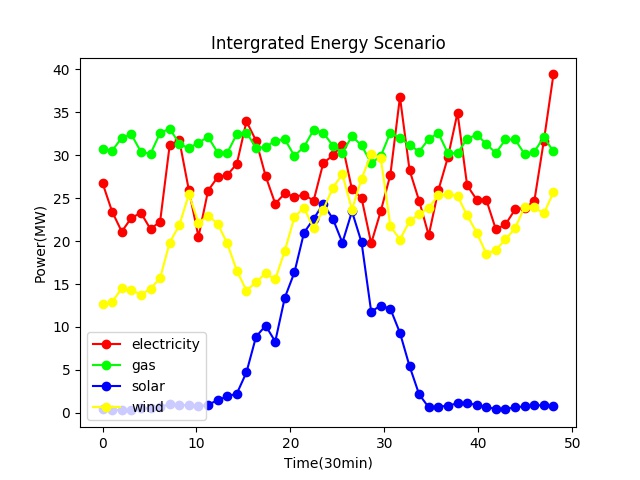 Intergrated Energy Scenario
Power(MW)
40
35
30
25
20
15
10
5
0
electricity
gas
solar
wind
0 10 20 30 40 50
Time(30min)